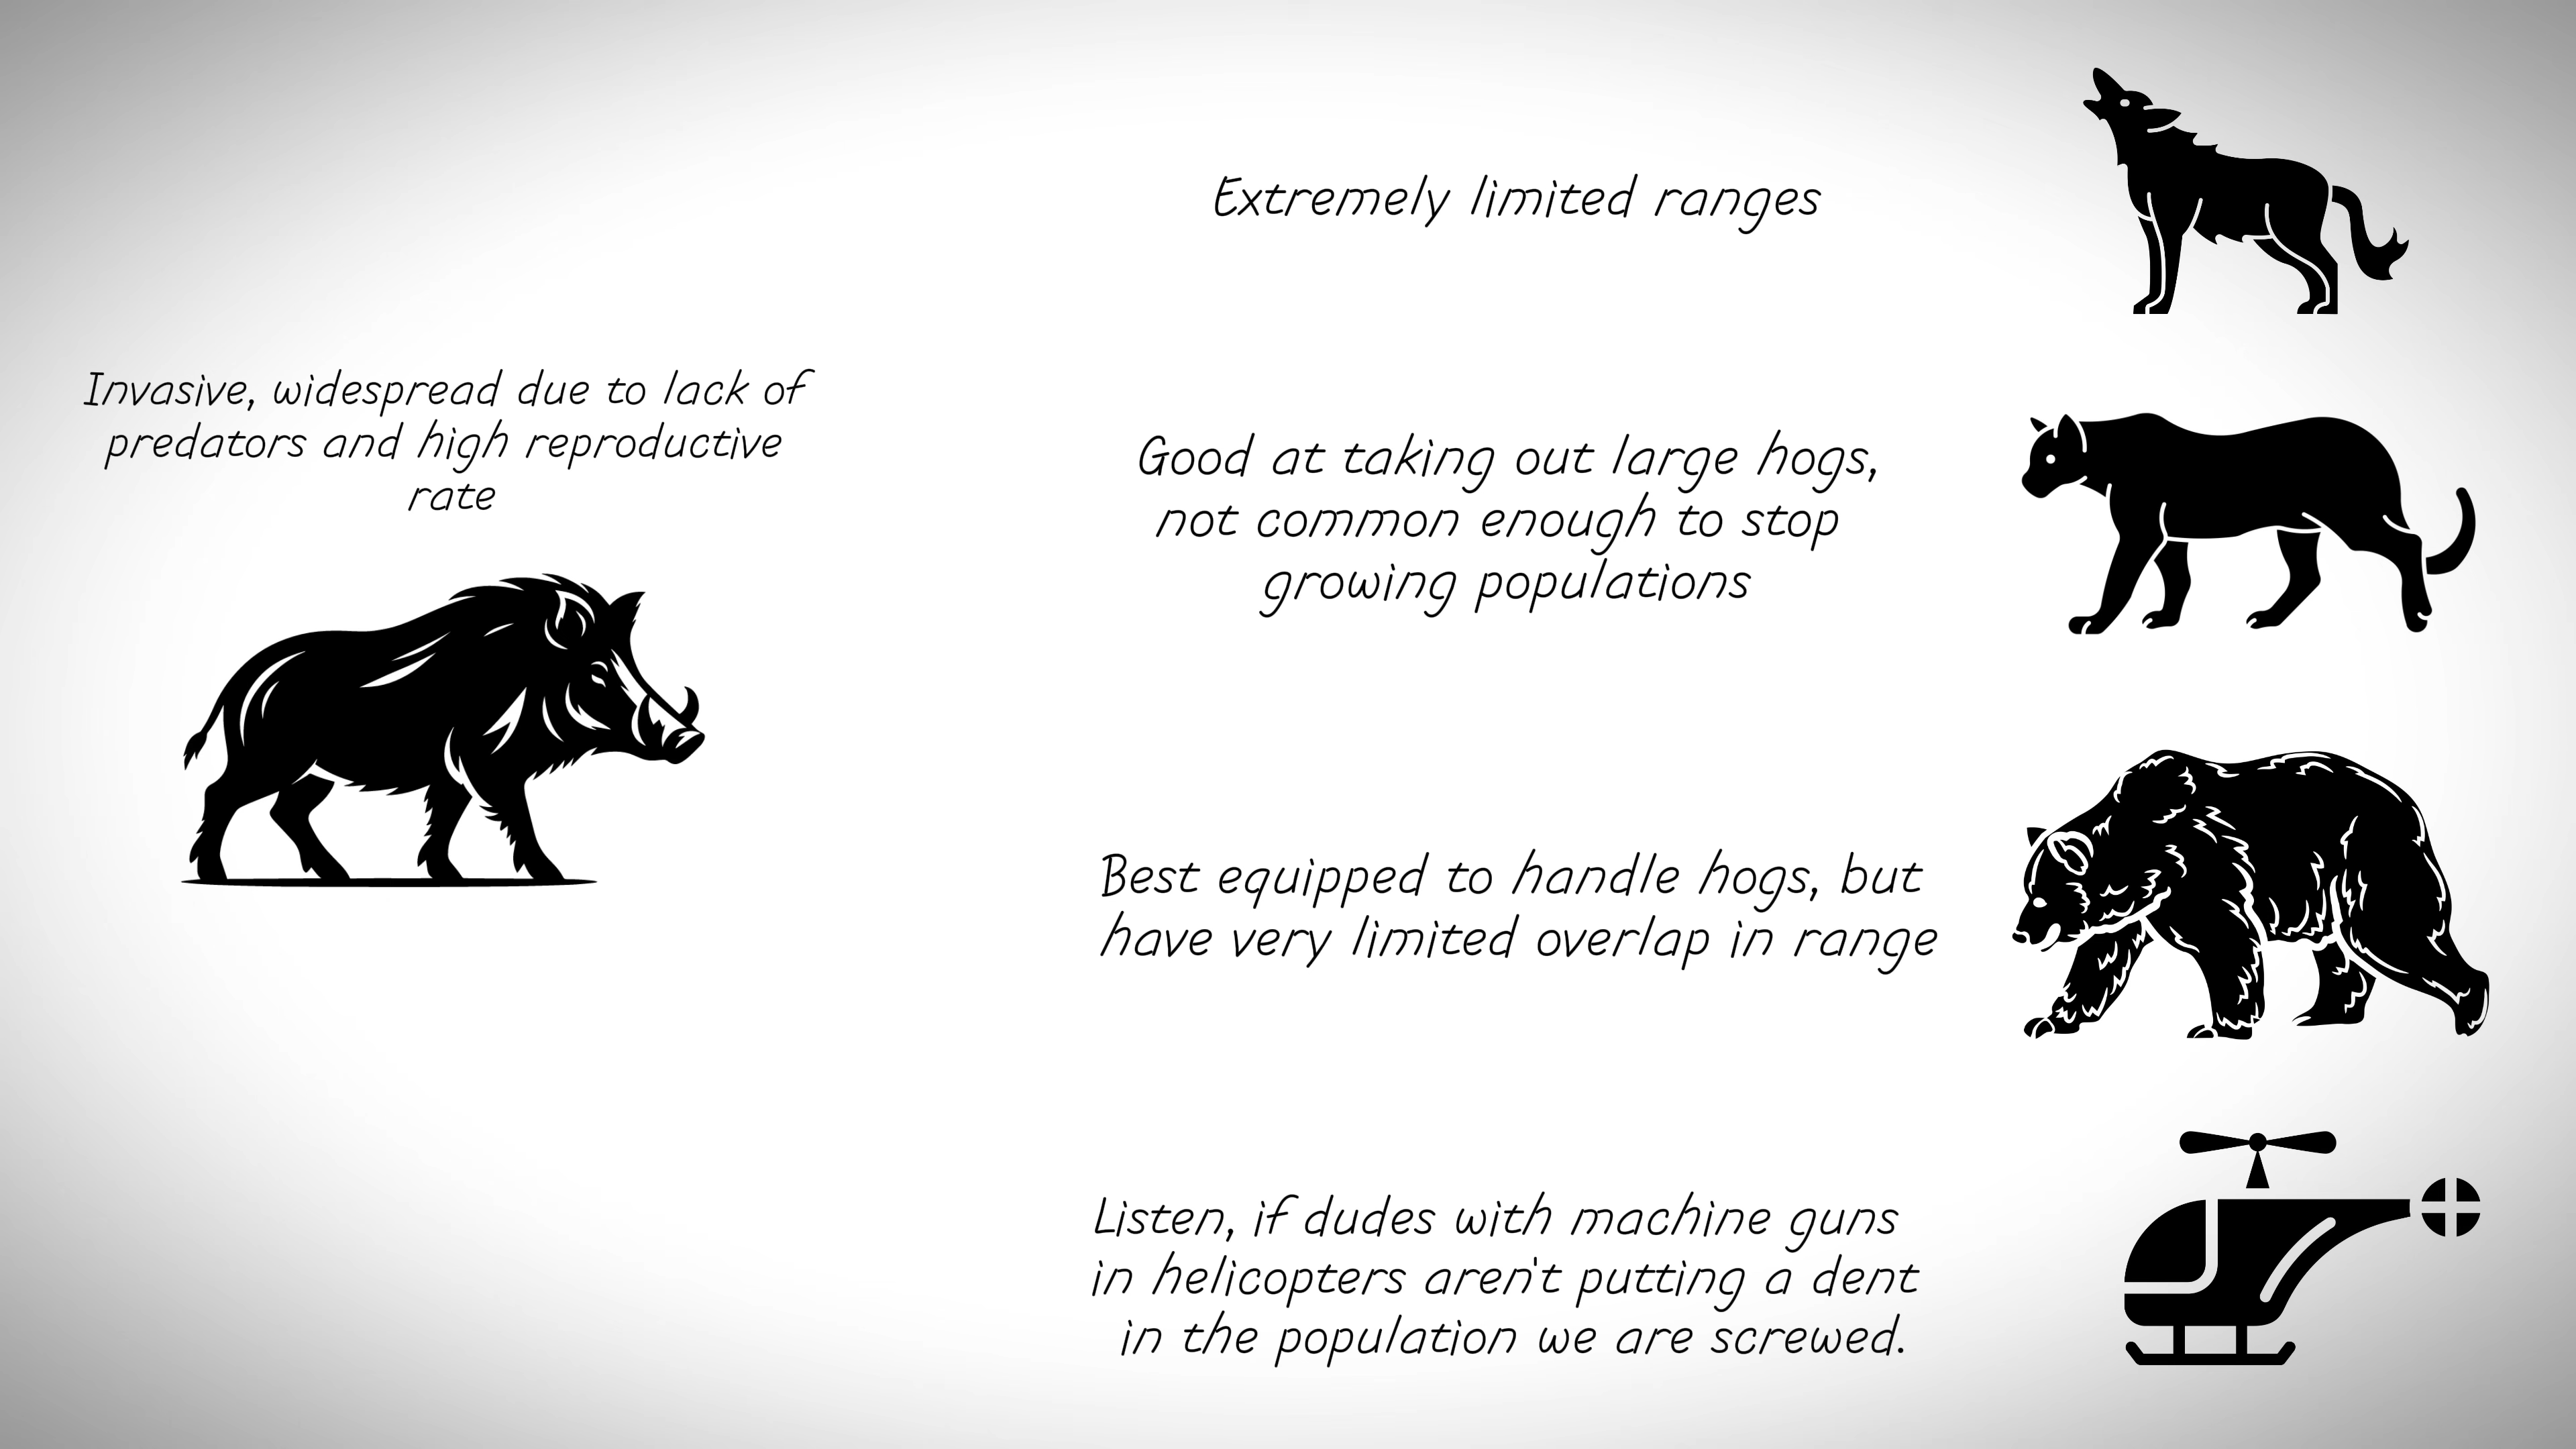 Invasive, widespread due to lack of
predators and high reproductive
rate
Extremely limited ranges
Good at taking out large hogs,
not common enough to stop
growing populations
Best equipped to handle hogs, but
have very limited overlap in range
Listen, if dudes with machine guns
in helicopters aren't putting a dent
in the population we are screwed.